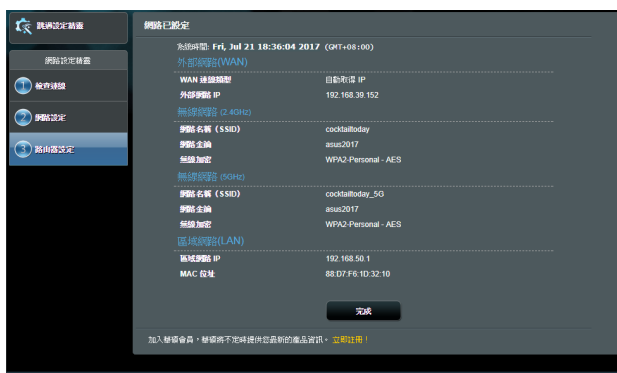 跳過設定精靈
網路設定精靈
1 檢查連線
2 網路設定
3 路由器設定
網路已設定
系統時間: Fri, Jul 21 18:36:04 2017 (GMT+08:00)
外部網路(WAN)
WAN 連線類型 自動取得 IP
外部網路 IP 192.168.39.152
無線網路 (2.4GHz)
網路名稱 (SSID) cocktailtoday
網路金鑰 asus2017
無線加密 WPA2-Personal - AES
無線網路 (5GHz)
網路名稱 (SSID) cocktailtoday_5G
網路金鑰 asus2017
無線加密 WPA2-Personal - AES
區域網路(LAN)
區域網路 IP 192.168.50.1
MAC 位址 88:D7:F6:1D:32:10
完成
加入華碩會員，華碩將不定時提供您最新的產品資訊。 立即註冊！